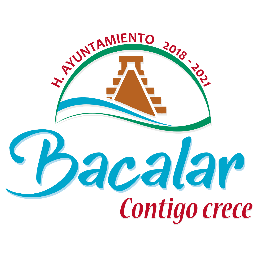 H. AYUNTAMIENTO 2018 - 2021
Bacalar
Contigo crece